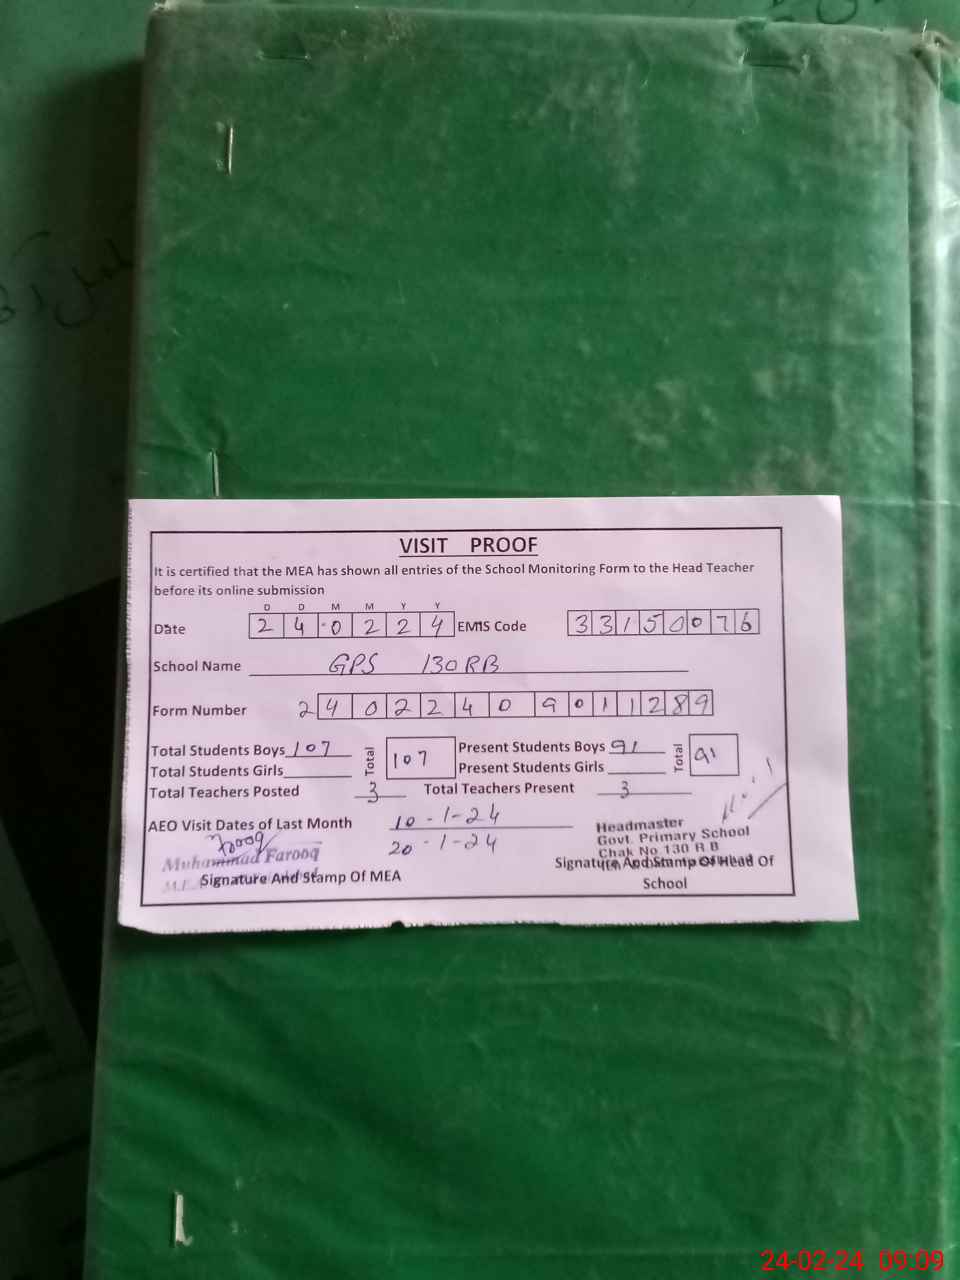 VISIT PROOF
It is certified that the MEA has shown all entries of the School Monitoring Form to the Head Teacher
before its online submission
D D M M Y Y
Date 2 4 0 2 2 4 EMIS Code 3 3 1 5 0 0 7 6
School Name GPS 130 RB
Form Number 2 4 0 2 2 4 0 9 0 1 1 2 8 9
Total Students Boys 107 Total 107 Present Students Boys 91 Total 91
Total Students Girls Present Students Girls
Total Teachers Posted 3 Total Teachers Present 3
AEO Visit Dates of Last Month 10-1-24
20-1-24
Farooq
Muhammad Farooq
M.E.A
Signature And Stamp Of MEA
Headmaster
Govt. Primary School
Chak No 130 R.B
Signature And Stamp Of Head Of
School
24-02-24 09:09